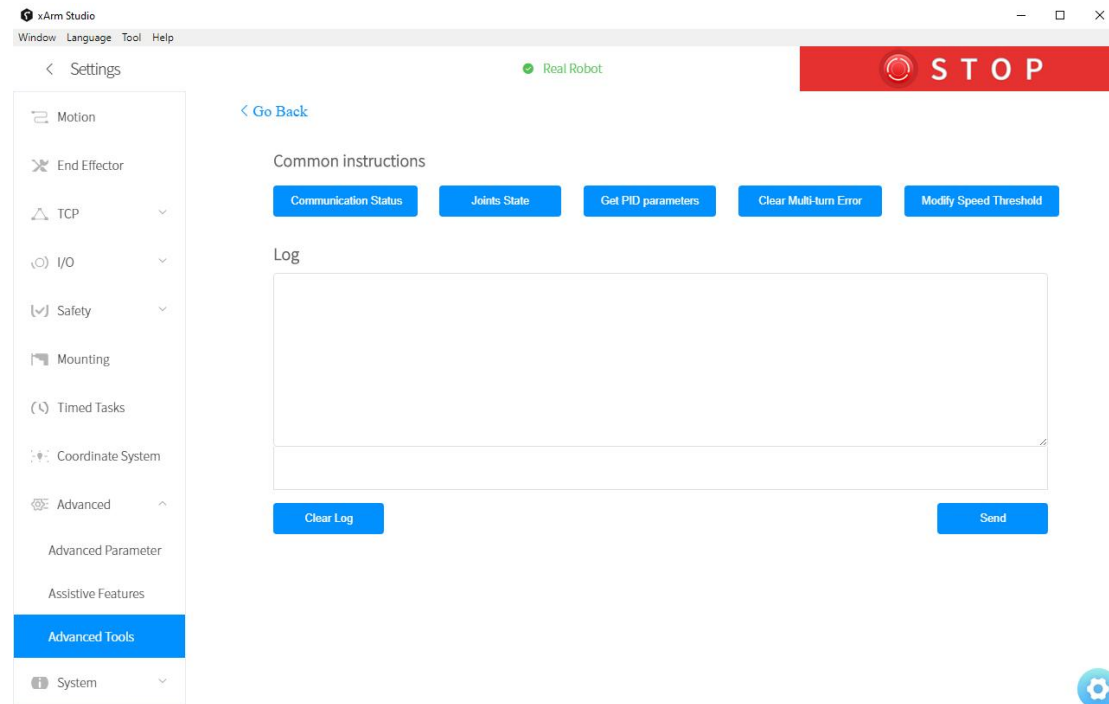 xArm Studio
Window Language Tool Help
Settings
Real Robot
STOP
Motion
End Effector
TCP
I/O
Safety
Mounting
Timed Tasks
Coordinate System
Advanced
Advanced Parameter
Assistive Features
Advanced Tools
System
< Go Back
Common instructions
Communication Status
Joints State
Get PID parameters
Clear Multi-turn Error
Modify Speed Threshold
Log
Clear Log
Send